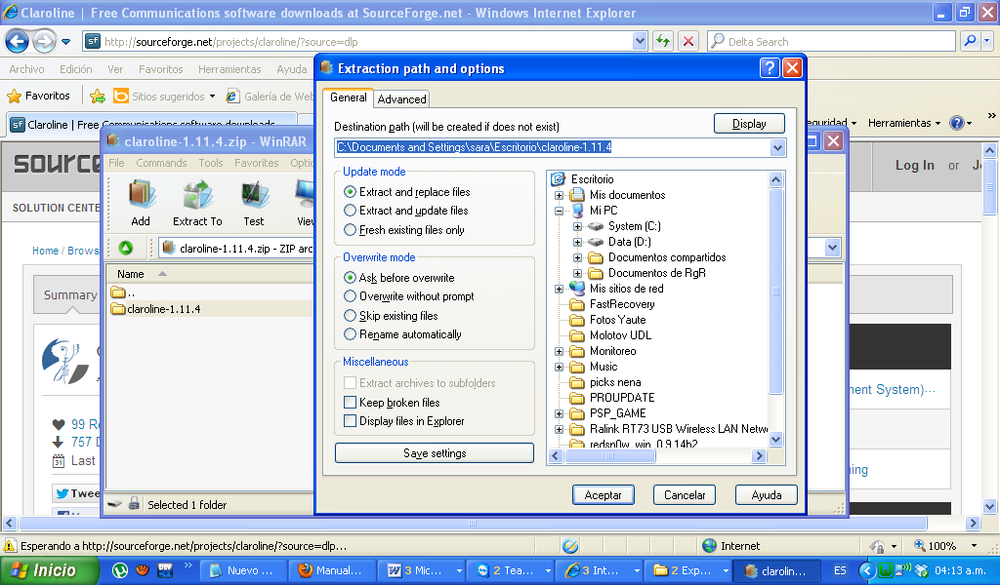 Claroline | Free Communications software downloads at SourceForge.net - Windows Internet Explorer
http://sourceforge.net/projects/claroline/?source=dlp
Delta Search
Archivo Edición Ver Favoritos Herramientas Ayuda
Favoritos
Sitios sugeridos
Galería de Web
Claroline | Free Communications software downloads
Herramientas
Log In or
SOLUTION CENTE
Home / Brows
Summary
99 R
757
Last
Twee
ment System)...
ing
claroline-1.11.4.zip - WinRAR
File Commands Tools Favorites Optio
Add Extract To Test View
claroline-1.11.4.zip - ZIP arc
Name
..
claroline-1.11.4
Selected 1 folder
Extraction path and options
General Advanced
Destination path (will be created if does not exist)
Display
C:\Documents and Settings\sara\Escritorio\claroline-1.11.4
Update mode
Extract and replace files
Extract and update files
Fresh existing files only
Overwrite mode
Ask before overwrite
Overwrite without prompt
Skip existing files
Rename automatically
Miscellaneous
Extract archives to subfolders
Keep broken files
Display files in Explorer
Save settings
Escritorio
Mis documentos
Mi PC
System (C:)
Data (D:)
Documentos compartidos
Documentos de RgR
Mis sitios de red
FastRecovery
Fotos Yaute
Molotov UDL
Monitoreo
Music
picks nena
PROUPDATE
PSP_GAME
Ralink RT73 USB Wireless LAN Netw
redsn0w_win_0.9.14b2
Aceptar Cancelar Ayuda
Esperando a http://sourceforge.net/projects/claroline/?source=dlp...
Internet
100%
Inicio
Nuevo ...
Manual...
3 Mic...
2 Tea...
3 Int...
2 Exp...
clarolin...
ES
04:13 a.m.